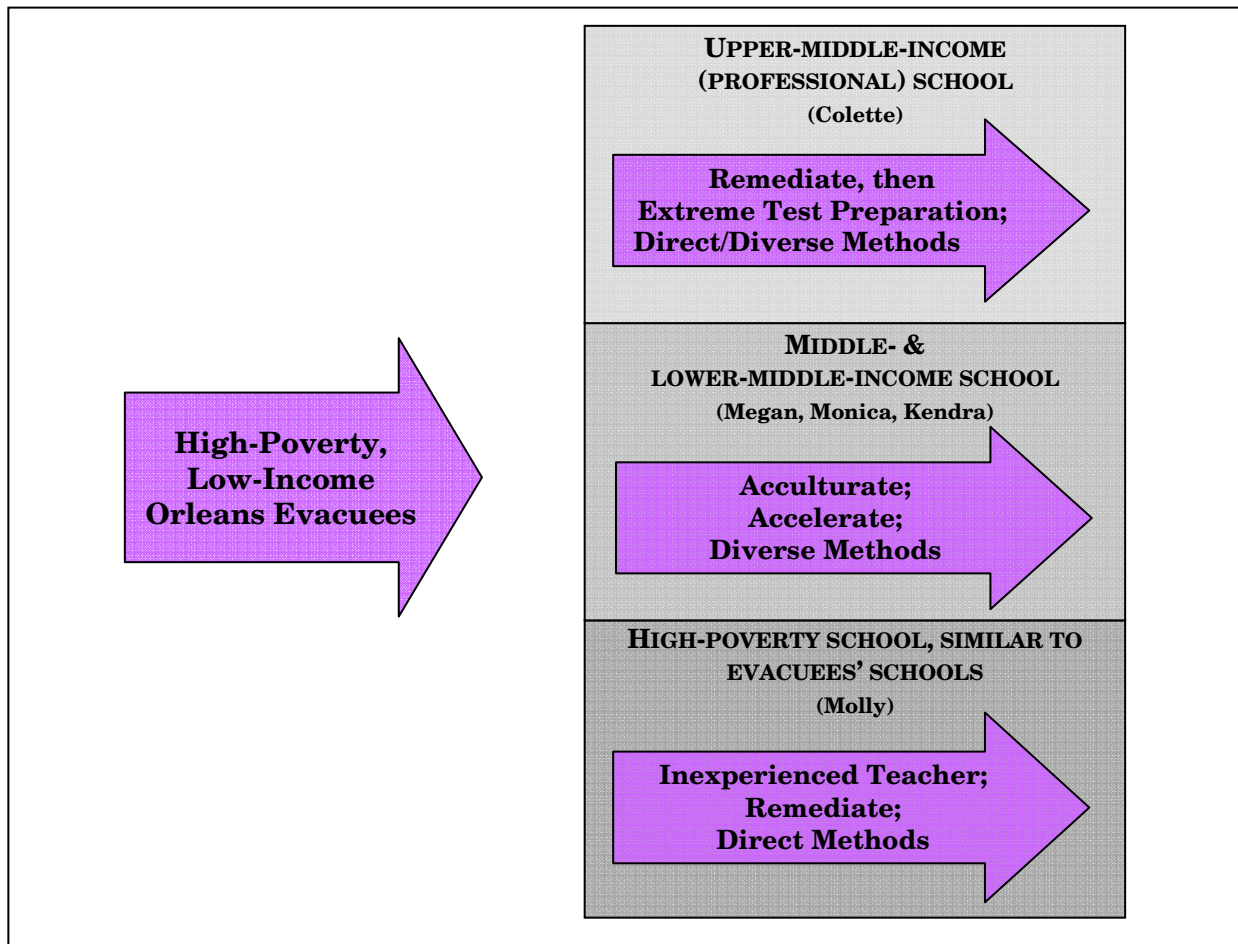 High-Poverty,
Low-Income
Orleans Evacuees
UPPER-MIDDLE-INCOME
(PROFESSIONAL) SCHOOL
(Colette)
Remediate, then
Extreme Test Preparation;
Direct/Diverse Methods
MIDDLE- &
LOWER-MIDDLE-INCOME SCHOOL
(Megan, Monica, Kendra)
Acculturate;
Accelerate;
Diverse Methods
HIGH-POVERTY SCHOOL, SIMILAR TO
EVACUEES’ SCHOOLS
(Molly)
Inexperienced Teacher;
Remediate;
Direct Methods